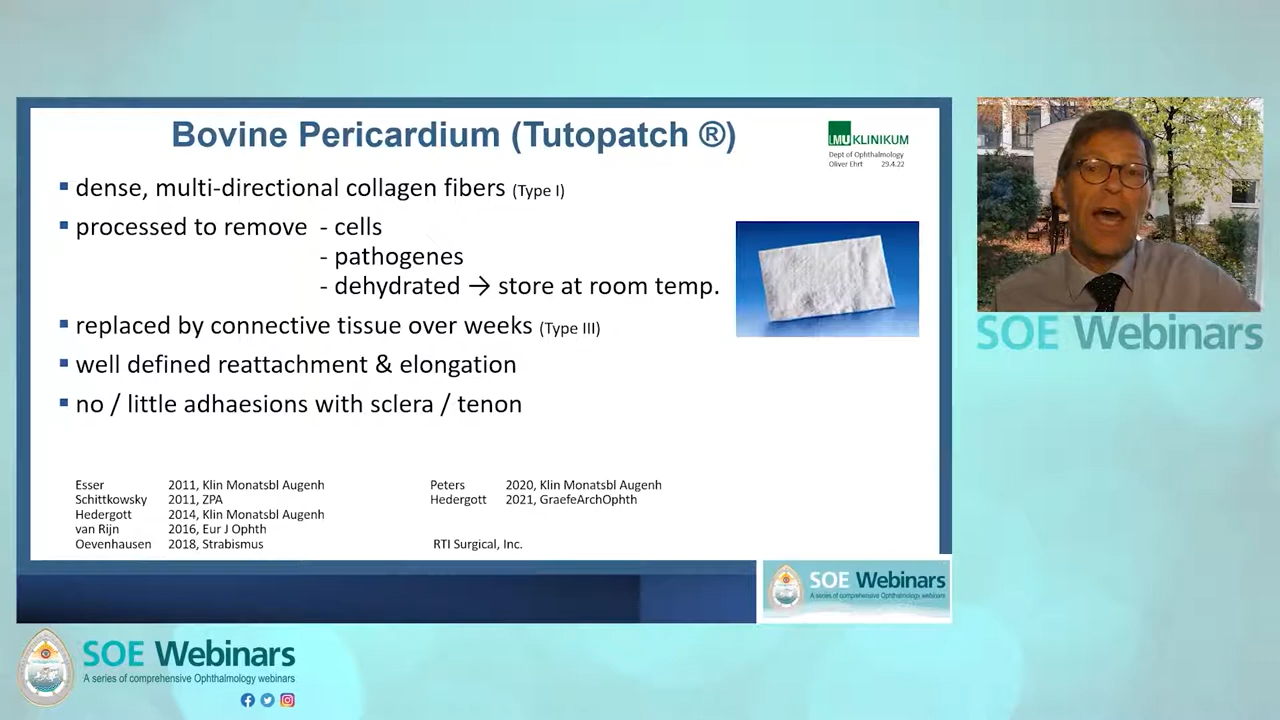 Bovine Pericardium (Tutopatch ®)
LMU KLINIKUM
Dept of Ophthalmology
Oliver Ehrt 29.4.22
dense, multi-directional collagen fibers (Type I)
processed to remove - cells
- pathogenes
- dehydrated → store at room temp.
replaced by connective tissue over weeks (Type III)
well defined reattachment & elongation
no / little adhaesions with sclera / tenon
Esser 2011, Klin Monatsbl Augenh
Schittkowsky 2011, ZPA
Hedergott 2014, Klin Monatsbl Augenh
van Rijn 2016, Eur J Ophth
Oevenhausen 2018, Strabismus
Peters 2020, Klin Monatsbl Augenh
Hedergott 2021, GraefeArchOphth
RTI Surgical, Inc.
SOE Webinars
SOE Webinars
A series of comprehensive Ophthalmology webinars
SOE Webinars
A series of comprehensive Ophthalmology webinars